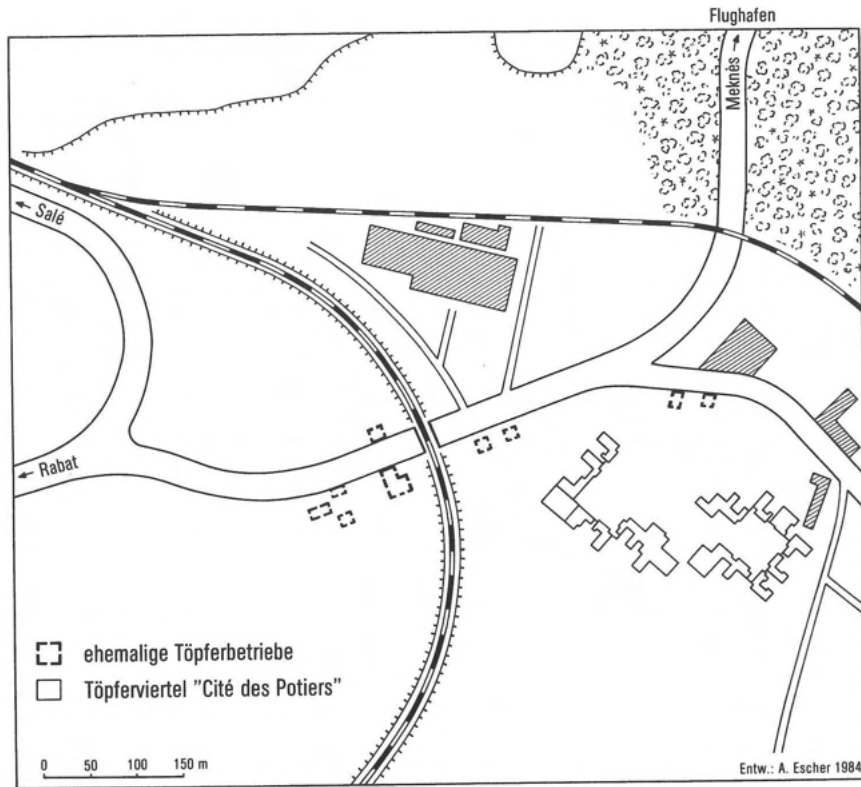 Flughafen
Meknès
Salé
Rabat
ehemalige Töpferbetriebe
Töpferviertel "Cité des Potiers"
0 50 100 150 m
Entw.: A. Escher 1984